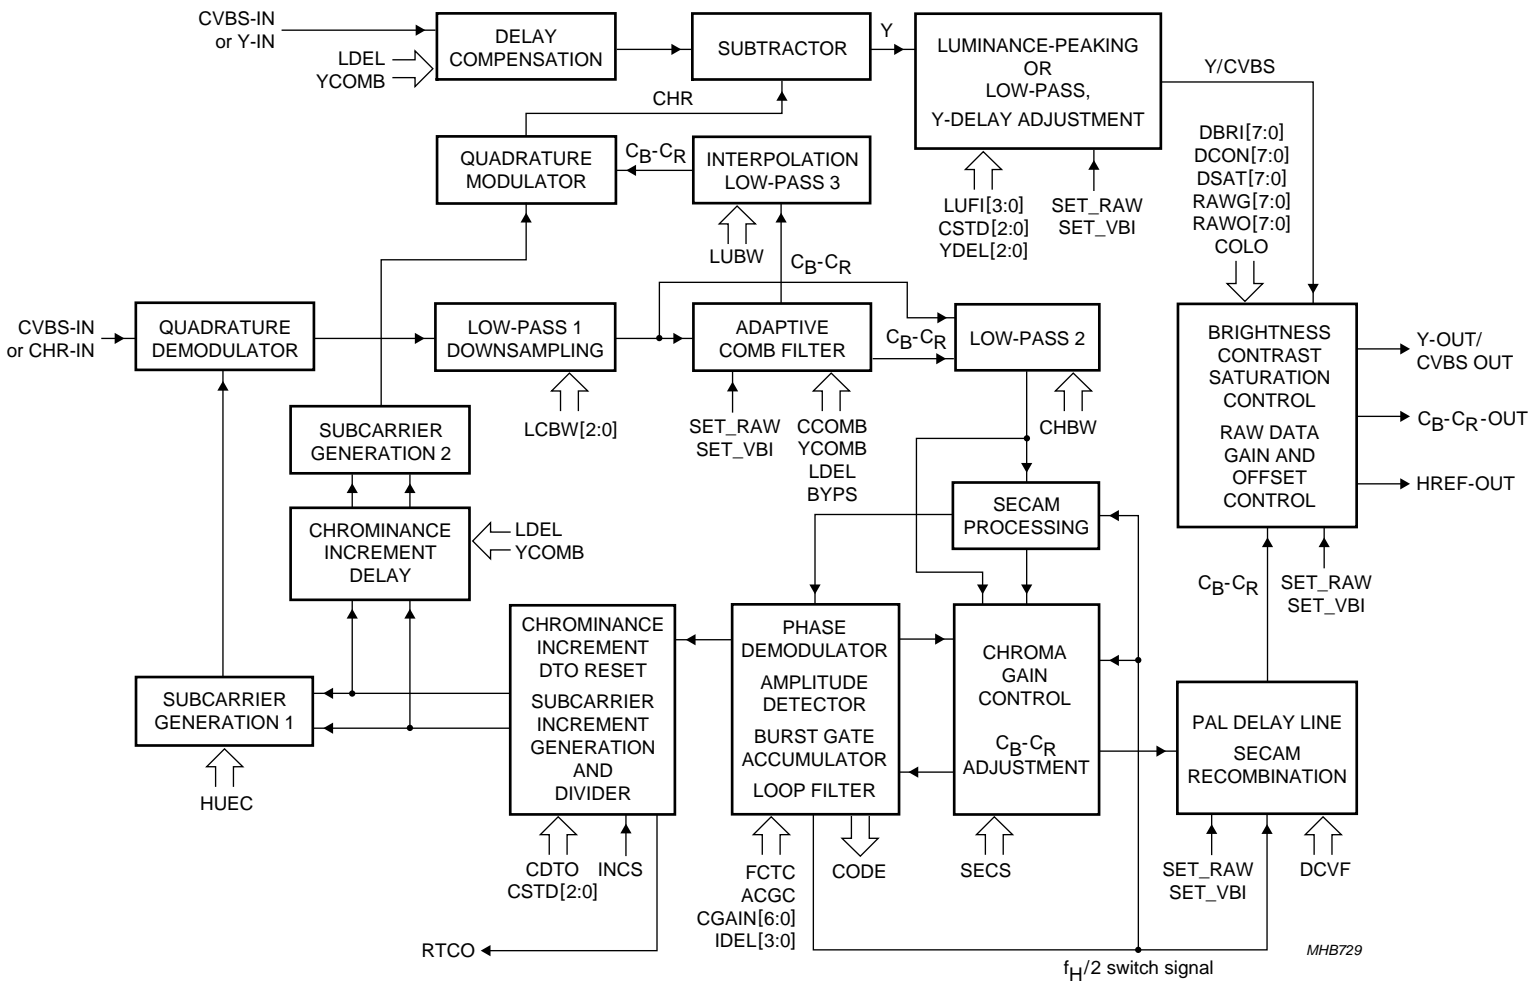 CVBS-IN
or Y-IN
LDEL
YCOMB
DELAY
COMPENSATION
SUBTRACTOR
Y
LUMINANCE-PEAKING
OR
LOW-PASS,
Y-DELAY ADJUSTMENT
Y/CVBS
CHR
QUADRATURE
MODULATOR
CB-CR
INTERPOLATION
LOW-PASS 3
LUBW
LUFI[3:0]
CSTD[2:0]
YDEL[2:0]
SET_RAW
SET_VBI
DBRI[7:0]
DCON[7:0]
DSAT[7:0]
RAWG[7:0]
RAWO[7:0]
COLO
CB-CR
CVBS-IN
or CHR-IN
QUADRATURE
DEMODULATOR
LOW-PASS 1
DOWNSAMPLING
LCBW[2:0]
ADAPTIVE
COMB FILTER
CB-CR
LOW-PASS 2
SET_RAW
SET_VBI
CCOMB
YCOMB
LDEL
BYPS
CHBW
BRIGHTNESS
CONTRAST
SATURATION
CONTROL
RAW DATA
GAIN AND
OFFSET
CONTROL
Y-OUT/
CVBS OUT
CB-CR-OUT
HREF-OUT
SUBCARRIER
GENERATION 2
CHROMINANCE
INCREMENT
DELAY
LDEL
YCOMB
SECAM
PROCESSING
CB-CR
SET_RAW
SET_VBI
SUBCARRIER
GENERATION 1
HUEC
CHROMINANCE
INCREMENT
DTO RESET
SUBCARRIER
INCREMENT
GENERATION
AND
DIVIDER
CDTO
CSTD[2:0]
INCS
PHASE
DEMODULATOR
AMPLITUDE
DETECTOR
BURST GATE
ACCUMULATOR
LOOP FILTER
FCTC
ACGC
CGAIN[6:0]
IDEL[3:0]
CODE
CHROMA
GAIN
CONTROL
CB-CR
ADJUSTMENT
SECS
PAL DELAY LINE
SECAM
RECOMBINATION
SET_RAW
SET_VBI
DCVF
RTCO
fH/2 switch signal
MHB729